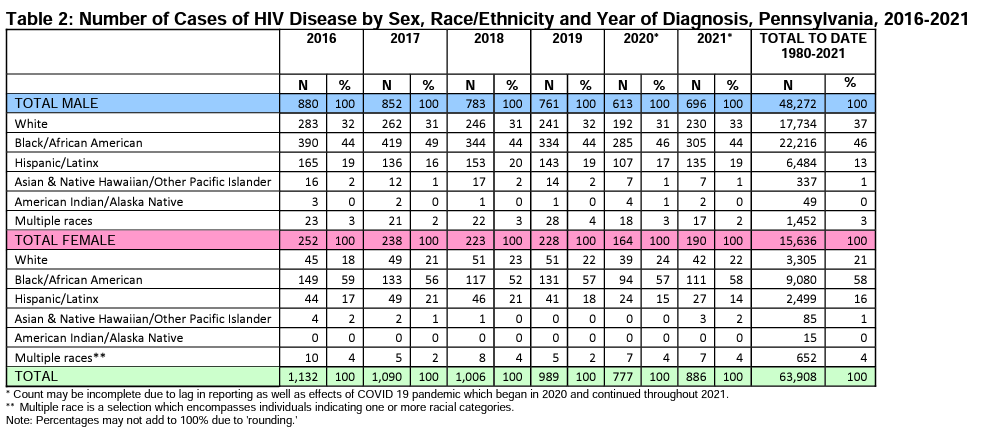 Table 2: Number of Cases of HIV Disease by Sex, Race/Ethnicity and Year of Diagnosis, Pennsylvania, 2016-2021
2016 2017 2018 2019 2020* 2021* TOTAL TO DATE
1980-2021
N % N % N % N % N % N % N %
TOTAL MALE 880 100 852 100 783 100 761 100 613 100 696 100 48,272 100
White 283 32 262 31 246 31 241 32 192 31 230 33 17,734 37
Black/African American 390 44 419 49 344 44 334 44 285 46 305 44 22,216 46
Hispanic/Latinx 165 19 136 16 153 20 143 19 107 17 135 19 6,484 13
Asian & Native Hawaiian/Other Pacific Islander 16 2 12 1 17 2 14 2 7 1 7 1 337 1
American Indian/Alaska Native 3 0 2 0 1 0 1 0 4 1 2 0 49 0
Multiple races 23 3 21 2 22 3 28 4 18 3 17 2 1,452 3
TOTAL FEMALE 252 100 238 100 223 100 228 100 164 100 190 100 15,636 100
White 45 18 49 21 51 23 51 22 39 24 42 22 3,305 21
Black/African American 149 59 133 56 117 52 131 57 94 57 111 58 9,080 58
Hispanic/Latinx 44 17 49 21 46 21 41 18 24 15 27 14 2,499 16
Asian & Native Hawaiian/Other Pacific Islander 4 2 2 1 1 0 0 0 0 0 3 2 85 1
American Indian/Alaska Native 0 0 0 0 0 0 0 0 0 0 0 0 15 0
Multiple races** 10 4 5 2 8 4 5 2 7 4 7 4 652 4
TOTAL 1,132 100 1,090 100 1,006 100 989 100 777 100 886 100 63,908 100
* Count may be incomplete due to lag in reporting as well as effects of COVID 19 pandemic which began in 2020 and continued throughout 2021.
** Multiple race is a selection which encompasses individuals indicating one or more racial categories.
Note: Percentages may not add to 100% due to 'rounding.'